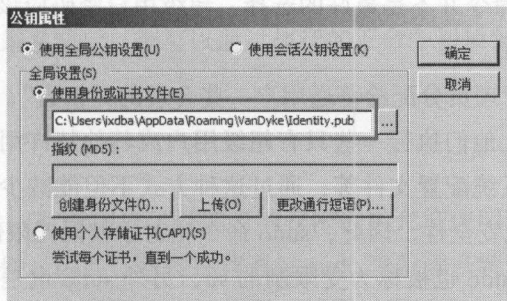 公钥属性
使用全局公钥设置(U) 使用会话公钥设置(K) 确定
全局设置(S) 取消
使用身份或证书文件(E)
C:\Users\ixdba\AppData\Roaming\VanDyke\Identity.pub ...
指纹 (MD5)：
创建身份文件(I)... 上传(O) 更改通行短语(P)...
使用个人存储证书(CAPI)(S)
尝试每个证书，直到一个成功。